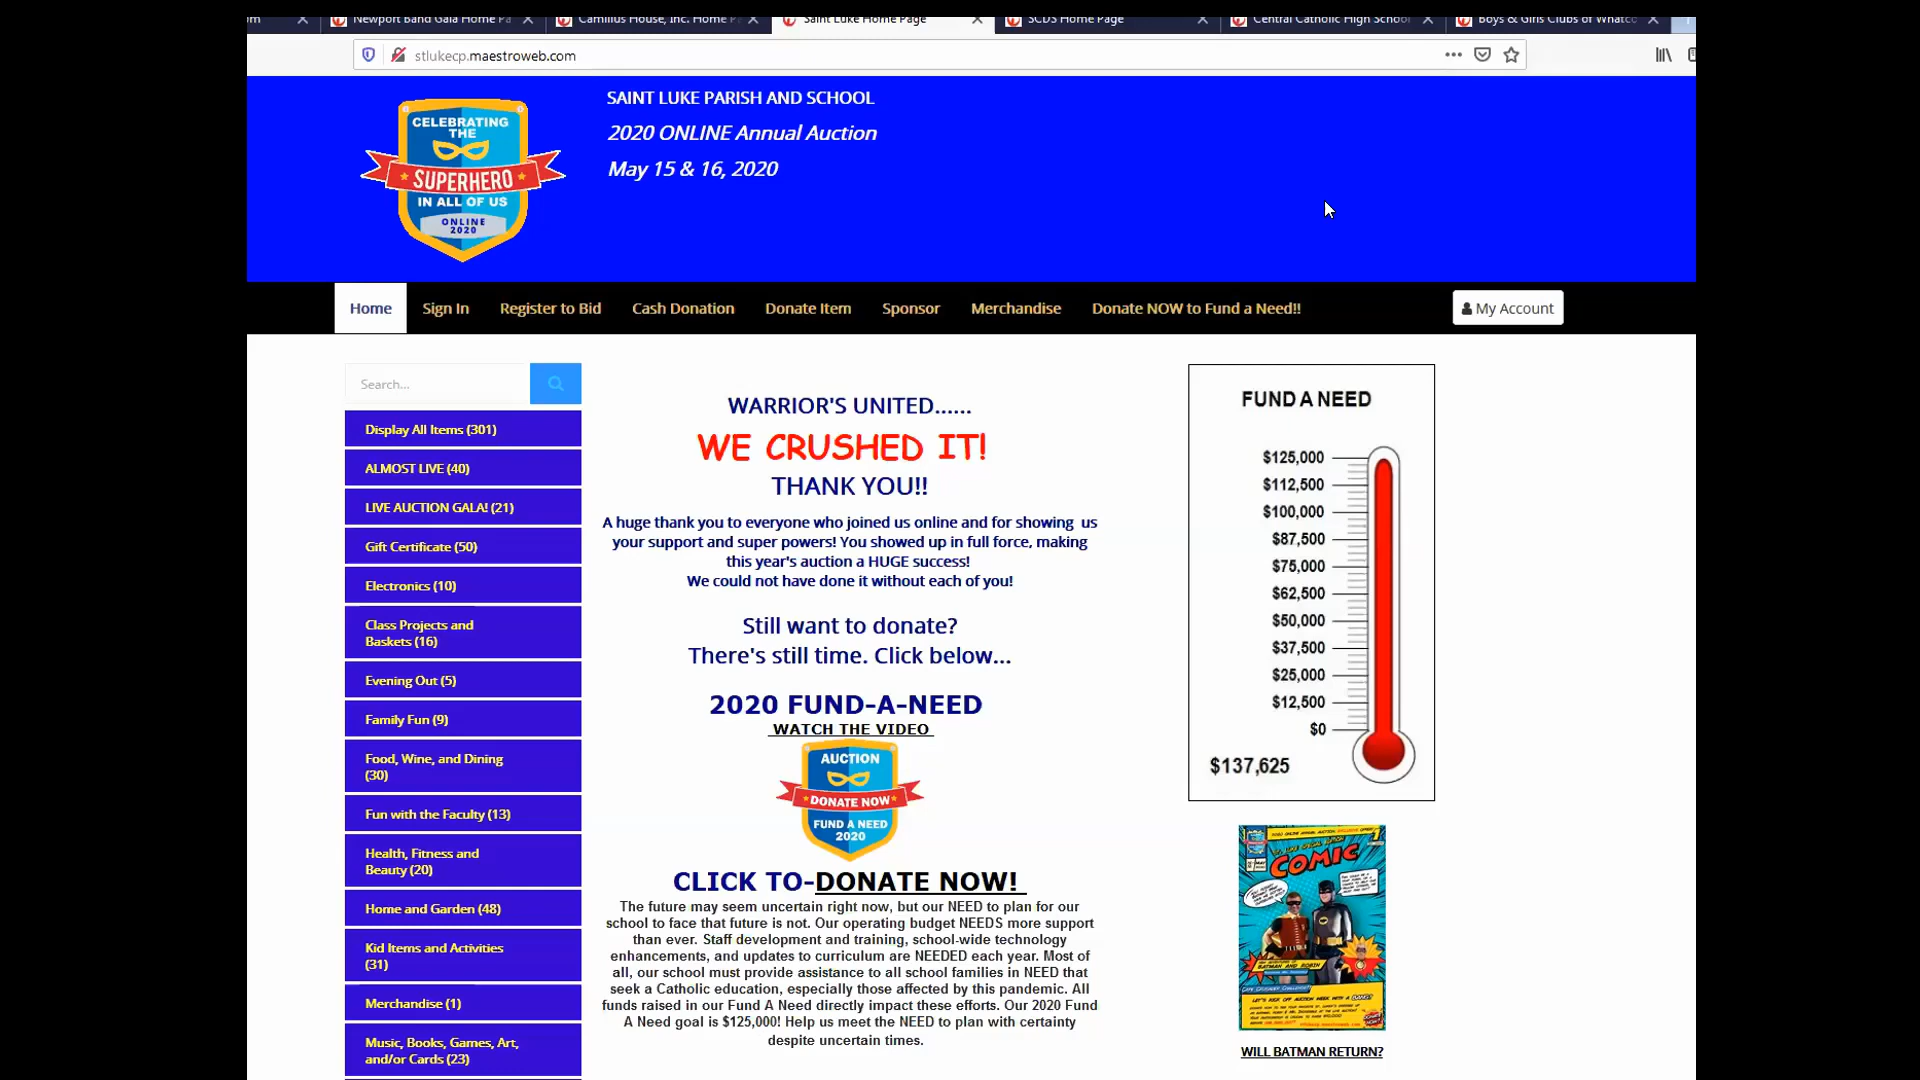 Newport Band Gala Home Pa
Camillus House, Inc. Home P
Saint Luke Home Page
SCDS Home Page
Central Catholic High School
Boys & Girls Clubs of Whatco
stlukecp.maestroweb.com
CELEBRATING
THE
SUPERHERO
IN ALL OF US
ONLINE
2020
SAINT LUKE PARISH AND SCHOOL
2020 ONLINE Annual Auction
May 15 & 16, 2020
Home
Sign In
Register to Bid
Cash Donation
Donate Item
Sponsor
Merchandise
Donate NOW to Fund a Need!!
My Account
Search...
Display All Items (301)
ALMOST LIVE (40)
LIVE AUCTION GALA! (21)
Gift Certificate (50)
Electronics (10)
Class Projects and
Baskets (16)
Evening Out (5)
Family Fun (9)
Food, Wine, and Dining
(30)
Fun with the Faculty (13)
Health, Fitness and
Beauty (20)
Home and Garden (48)
Kid Items and Activities
(31)
Merchandise (1)
Music, Books, Games, Art,
and/or Cards (23)
WARRIOR'S UNITED......
WE CRUSHED IT!
THANK YOU!!
A huge thank you to everyone who joined us online and for showing us
your support and super powers! You showed up in full force, making
this year's auction a HUGE success!
We could not have done it without each of you!
Still want to donate?
There's still time. Click below...
2020 FUND-A-NEED
WATCH THE VIDEO
AUCTION
DONATE NOW
FUND A NEED
2020
CLICK TO-DONATE NOW!
The future may seem uncertain right now, but our NEED to plan for our
school to face that future is not. Our operating budget NEEDS more support
than ever. Staff development and training, school-wide technology
enhancements, and updates to curriculum are NEEDED each year. Most of
all, our school must provide assistance to all school families in NEED that
seek a Catholic education, especially those affected by this pandemic. All
funds raised in our Fund A Need directly impact these efforts. Our 2020 Fund
A Need goal is $125,000! Help us meet the NEED to plan with certainty
despite uncertain times.
FUND A NEED
$125,000
$112,500
$100,000
$87,500
$75,000
$62,500
$50,000
$37,500
$25,000
$12,500
$0
$137,625
COMIC
BATMAN AND ROBIN
WILL BATMAN RETURN?